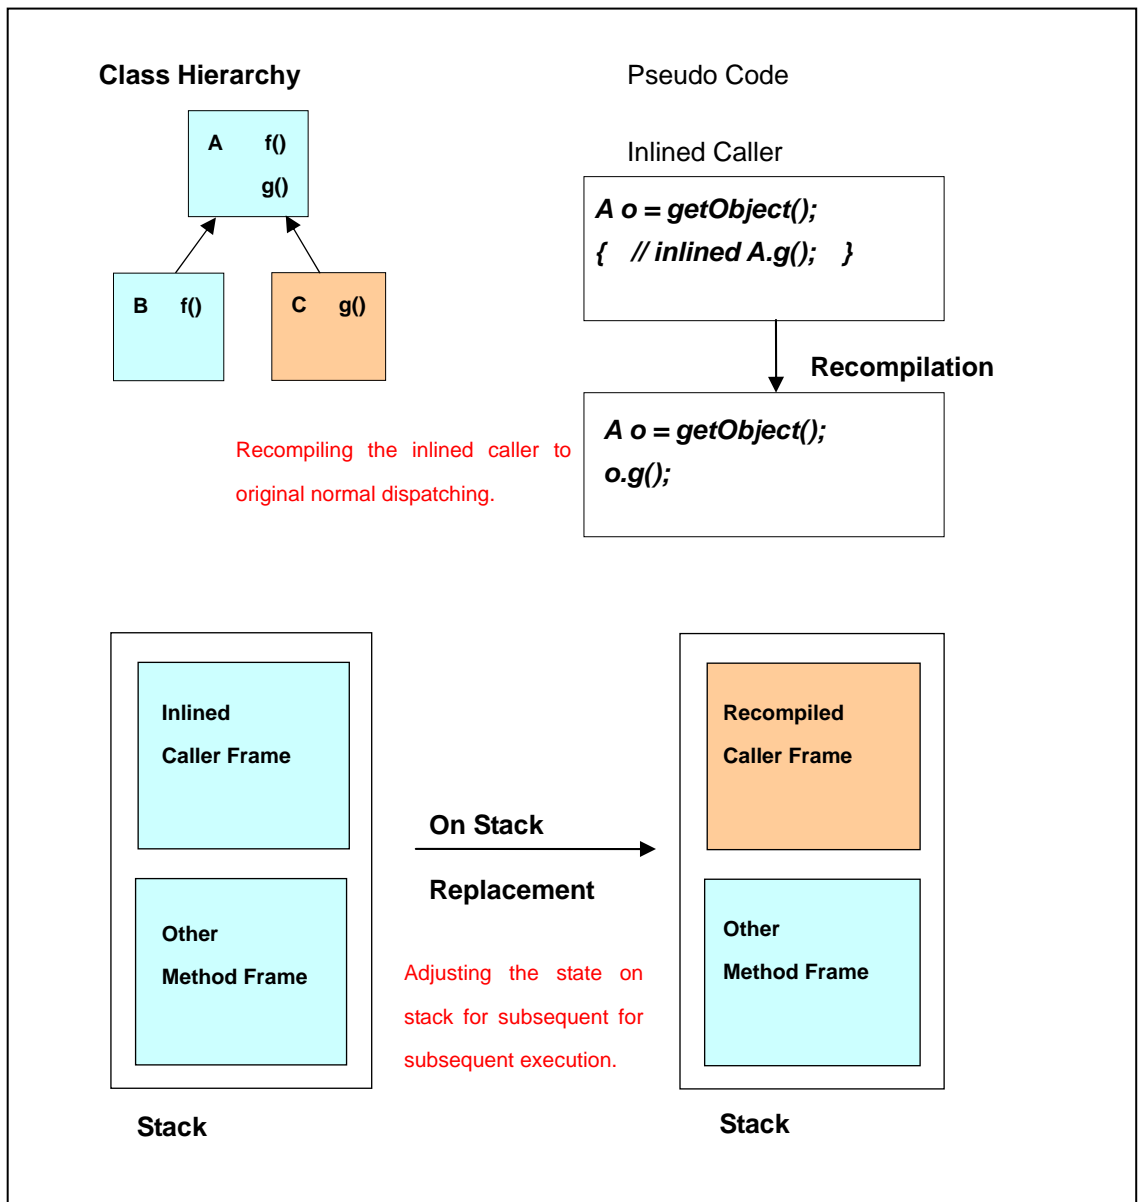 Class Hierarchy
A f()
g()
B f()
C g()
Pseudo Code
Inlined Caller
A o = getObject();
{ // inlined A.g(); }
Recompilation
A o = getObject();
o.g();
Recompiling the inlined caller to
original normal dispatching.
Inlined
Caller Frame
Other
Method Frame
Stack
On Stack
Replacement
Adjusting the state on
stack for subsequent for
subsequent execution.
Recompiled
Caller Frame
Other
Method Frame
Stack